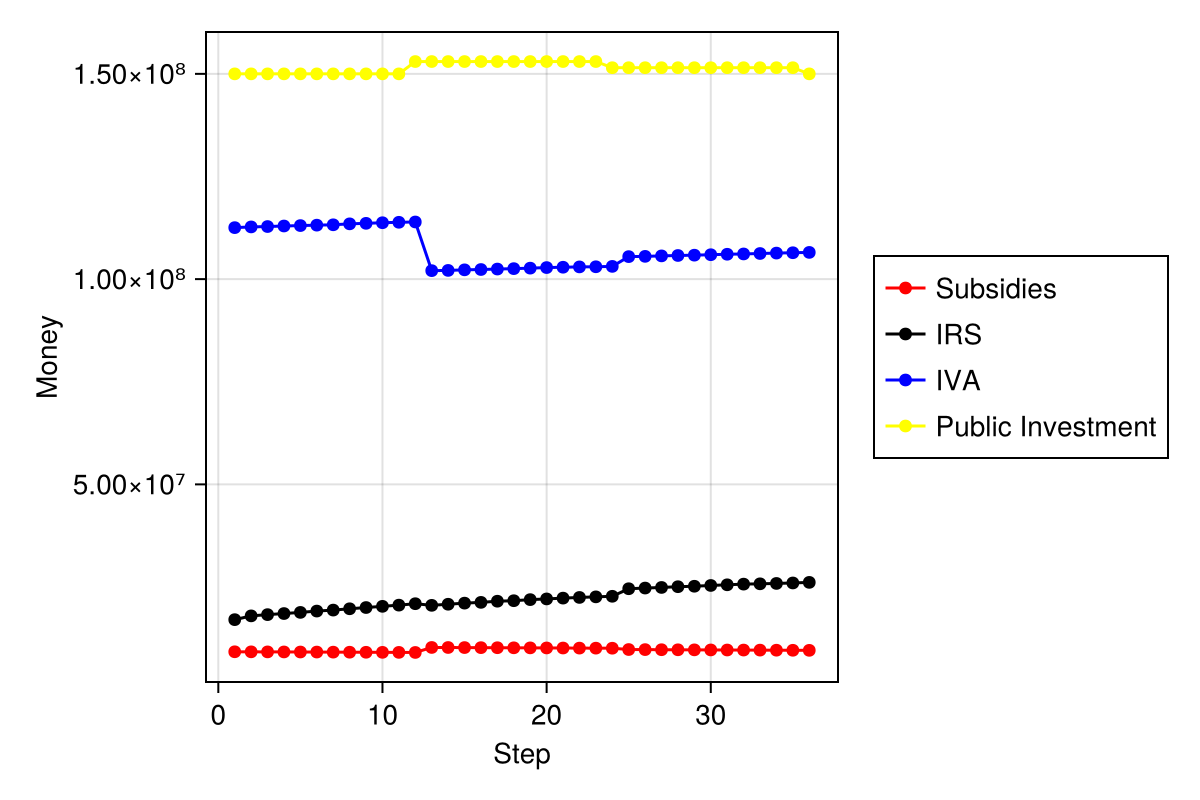 1.50×10⁸
1.00×10⁸
5.00×10⁷
Money
0 10 20 30
Step
Subsidies
IRS
IVA
Public Investment